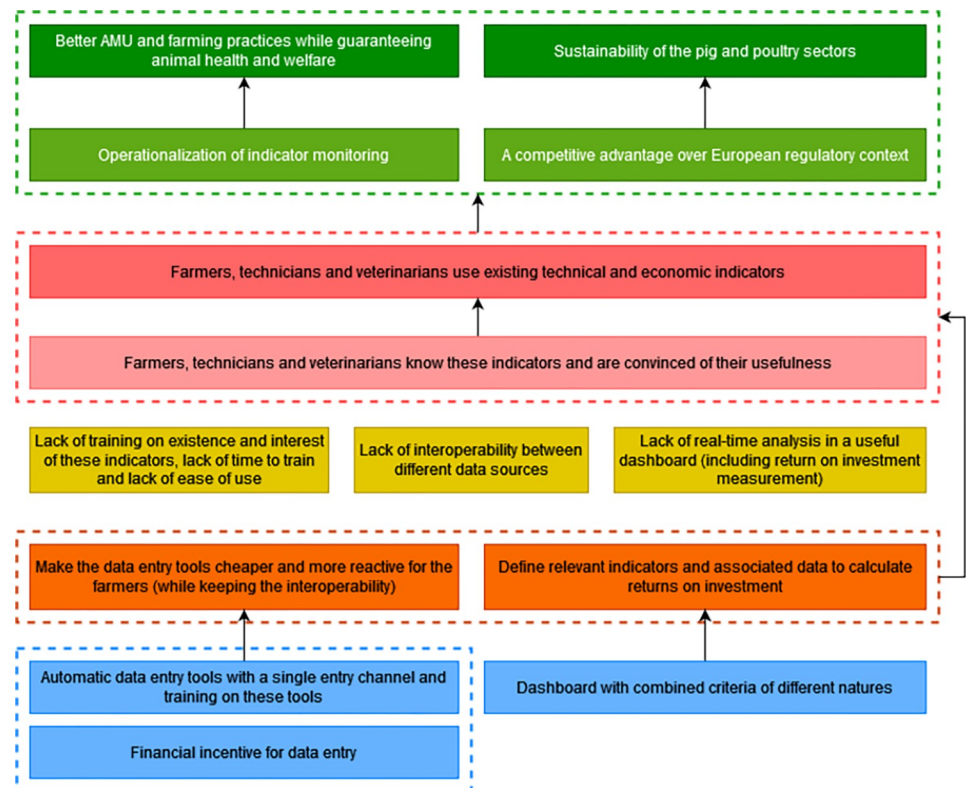 Better AMU and farming practices while guaranteeing
animal health and welfare
Sustainability of the pig and poultry sectors
Operationalization of indicator monitoring
A competitive advantage over European regulatory context
Farmers, technicians and veterinarians use existing technical and economic indicators
Farmers, technicians and veterinarians know these indicators and are convinced of their usefulness
Lack of training on existence and interest
of these indicators, lack of time to train
and lack of ease of use
Lack of interoperability between
different data sources
Lack of real-time analysis in a useful
dashboard (including return on investment
measurement)
Make the data entry tools cheaper and more reactive for the
farmers (while keeping the interoperability)
Define relevant indicators and associated data to calculate
returns on investment
Automatic data entry tools with a single entry channel and
training on these tools
Dashboard with combined criteria of different natures
Financial incentive for data entry